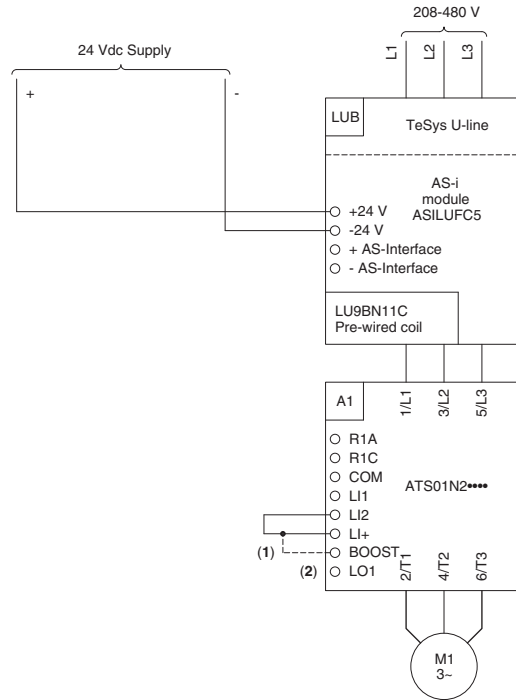 208-480 V
24 Vdc Supply
L1
L2
L3
+
-
LUB
TeSys U-line
AS-i
module
ASILUFC5
+24 V
-24 V
+ AS-Interface
- AS-Interface
LU9BN11C
Pre-wired coil
A1
1/L1
3/L2
5/L3
R1A
R1C
COM
LI1
ATS01N2••••
LI2
LI+
(1)
BOOST
(2)
LO1
2/T1
4/T2
6/T3
M1
3~